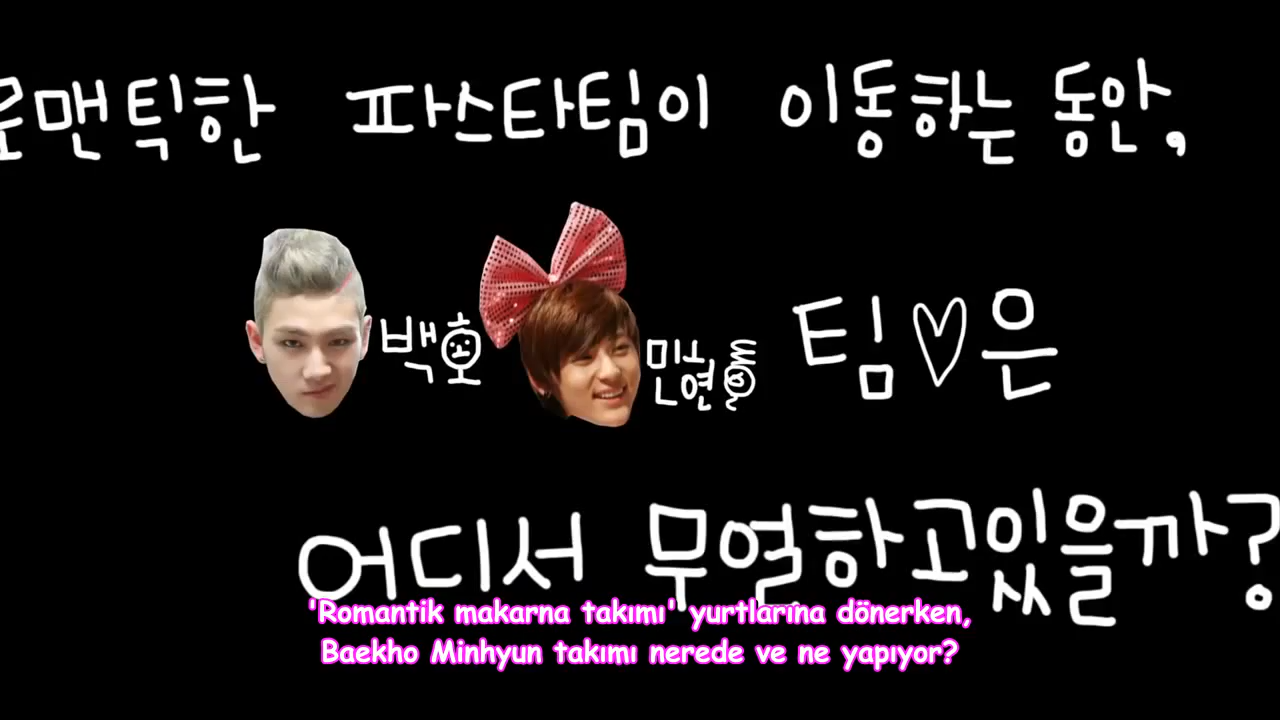 로맨틱한 파스타팀이 이동하는 동안,
백호 민현 팀♡은
어디서 무얼하고있을까?
'Romantik makarna takımı' yurtlarına dönerken,
Baekho Minhyun takımı nerede ve ne yapıyor?